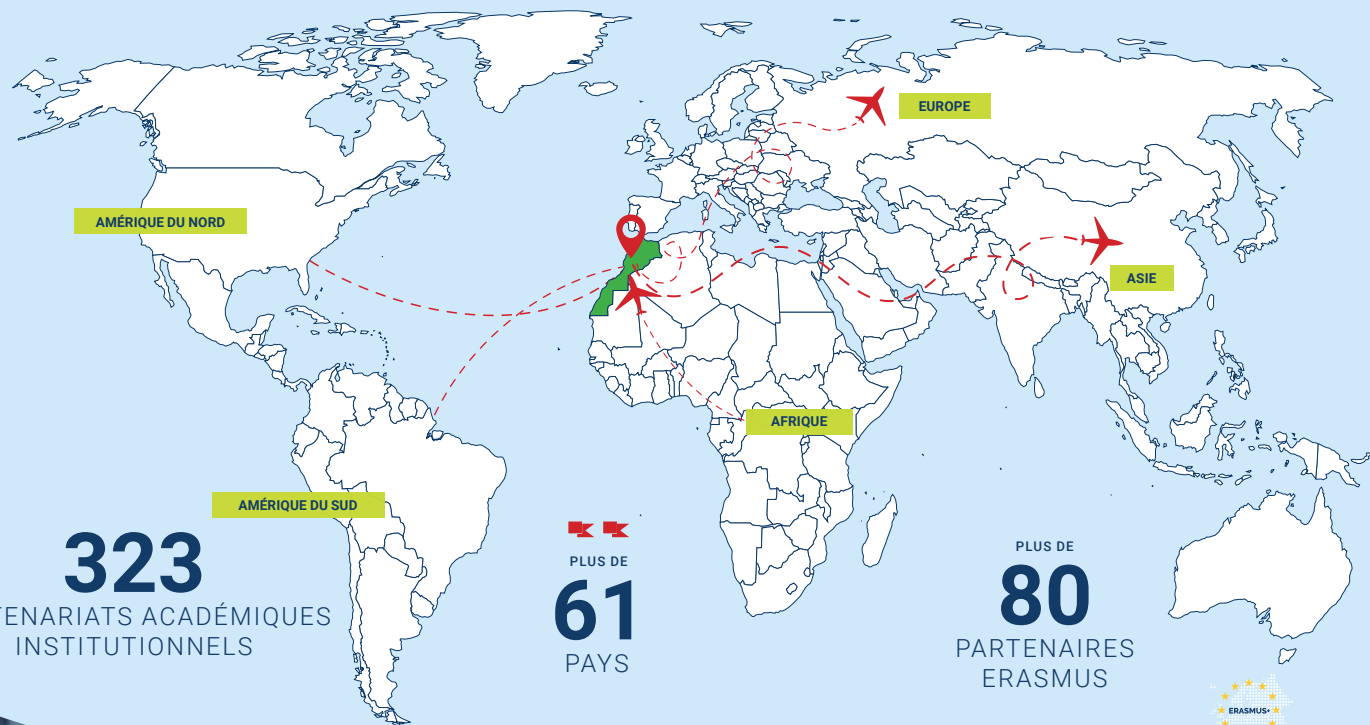 EUROPE
AMÉRIQUE DU NORD
ASIE
AFRIQUE
AMÉRIQUE DU SUD
323
TENARIATS ACADÉMIQUES
INSTITUTIONNELS
PLUS DE
61
PAYS
PLUS DE
80
PARTENAIRES
ERASMUS
ERASMUS+